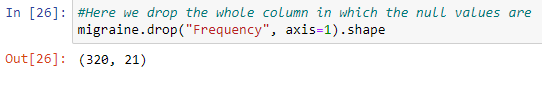 In [26]: #Here we drop the whole column in which the null values are
migraine.drop("Frequency", axis=1).shape
Out[26]: (320, 21)